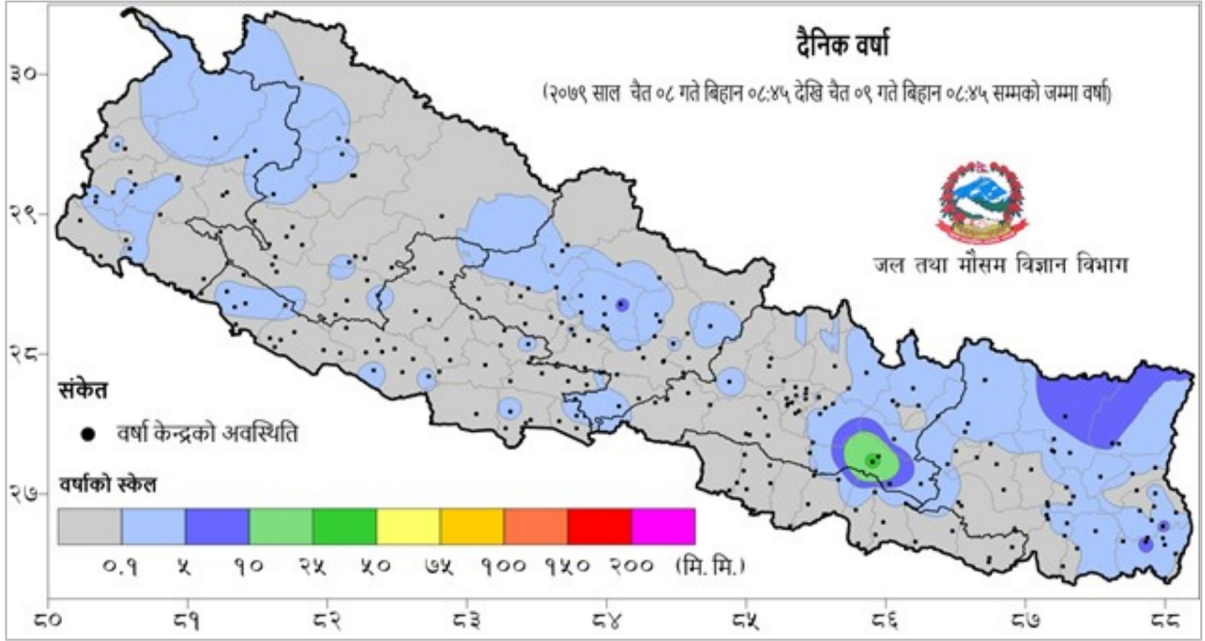 दैनिक वर्षा
(२०७९ साल चैत ०८ गते बिहान ०८:४५ देखि चैत ०९ गते बिहान ०८:४५ सम्मको जम्मा वर्षा)
जल तथा मौसम विज्ञान विभाग
३०
२९
२८
२७
संकेत
वर्षा केन्द्रको अवस्थिति
वर्षाको स्केल
०.१ ५ १० २५ ५० ७५ १०० १५० २०० (मि.मि.)
८० ८१ ८२ ८३ ८४ ८५ ८६ ८७ ८८